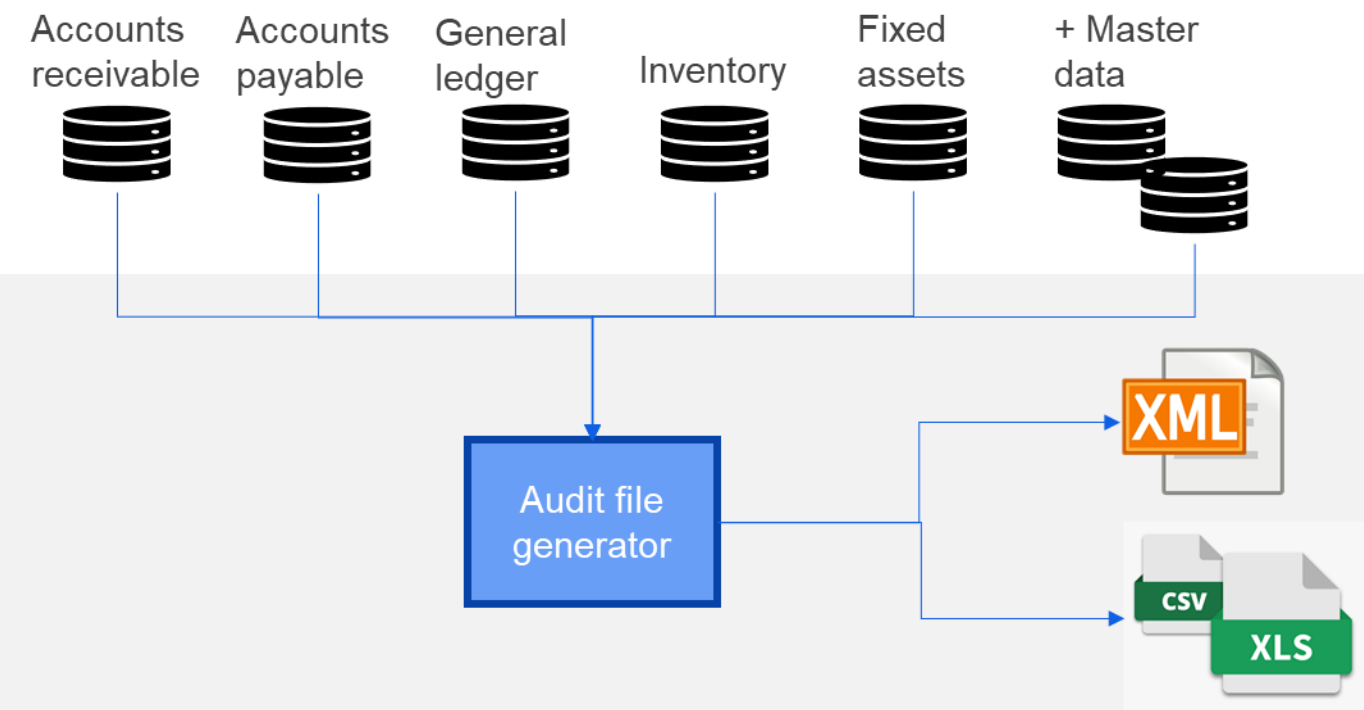 Accounts
receivable
Accounts
payable
General
ledger
Inventory
Fixed
assets
+ Master
data
Audit file
generator
XML
CSV
XLS